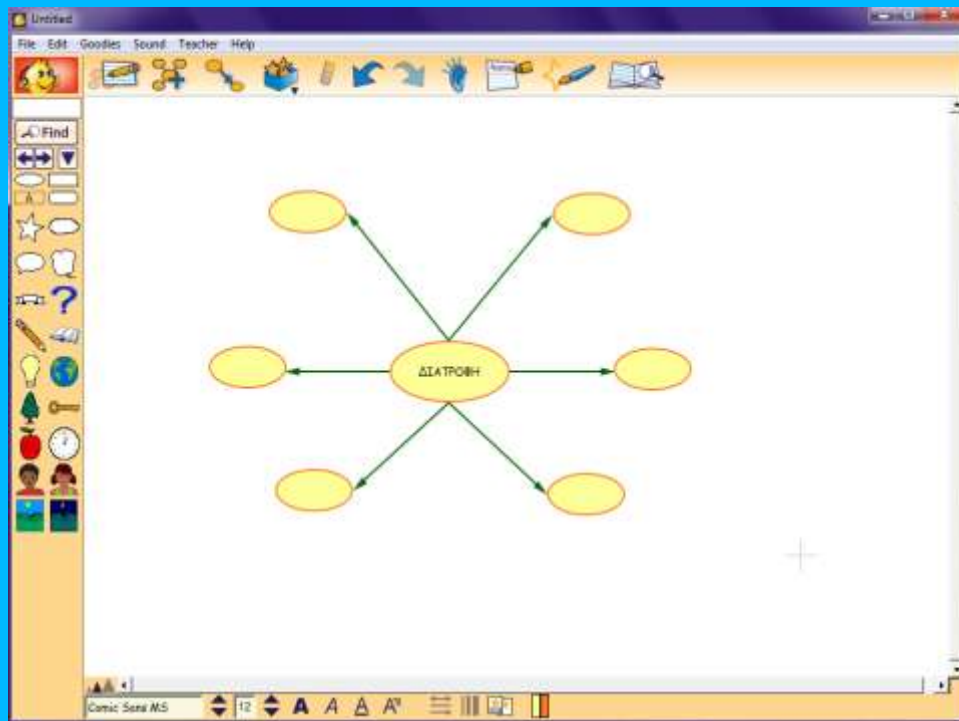 Untitled
File Edit Goodies Sound Teacher Help
Find
A
ΔΙΑΤΡΟΦΗ
Comic Sans MS 12 A A A A